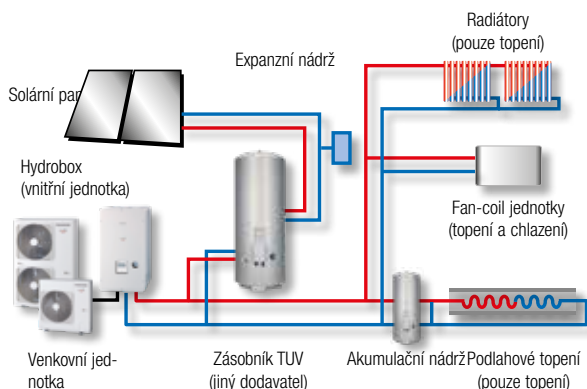 Radiátory
(pouze topení)
Expanzní nádrž
Solární pan
Hydrobox
(vnitřní jednotka)
Fan-coil jednotky
(topení a chlazení)
Venkovní jed-
notka
Zásobník TUV
(jiný dodavatel)
Akumulační nádrž
Podlahové topení
(pouze topení)